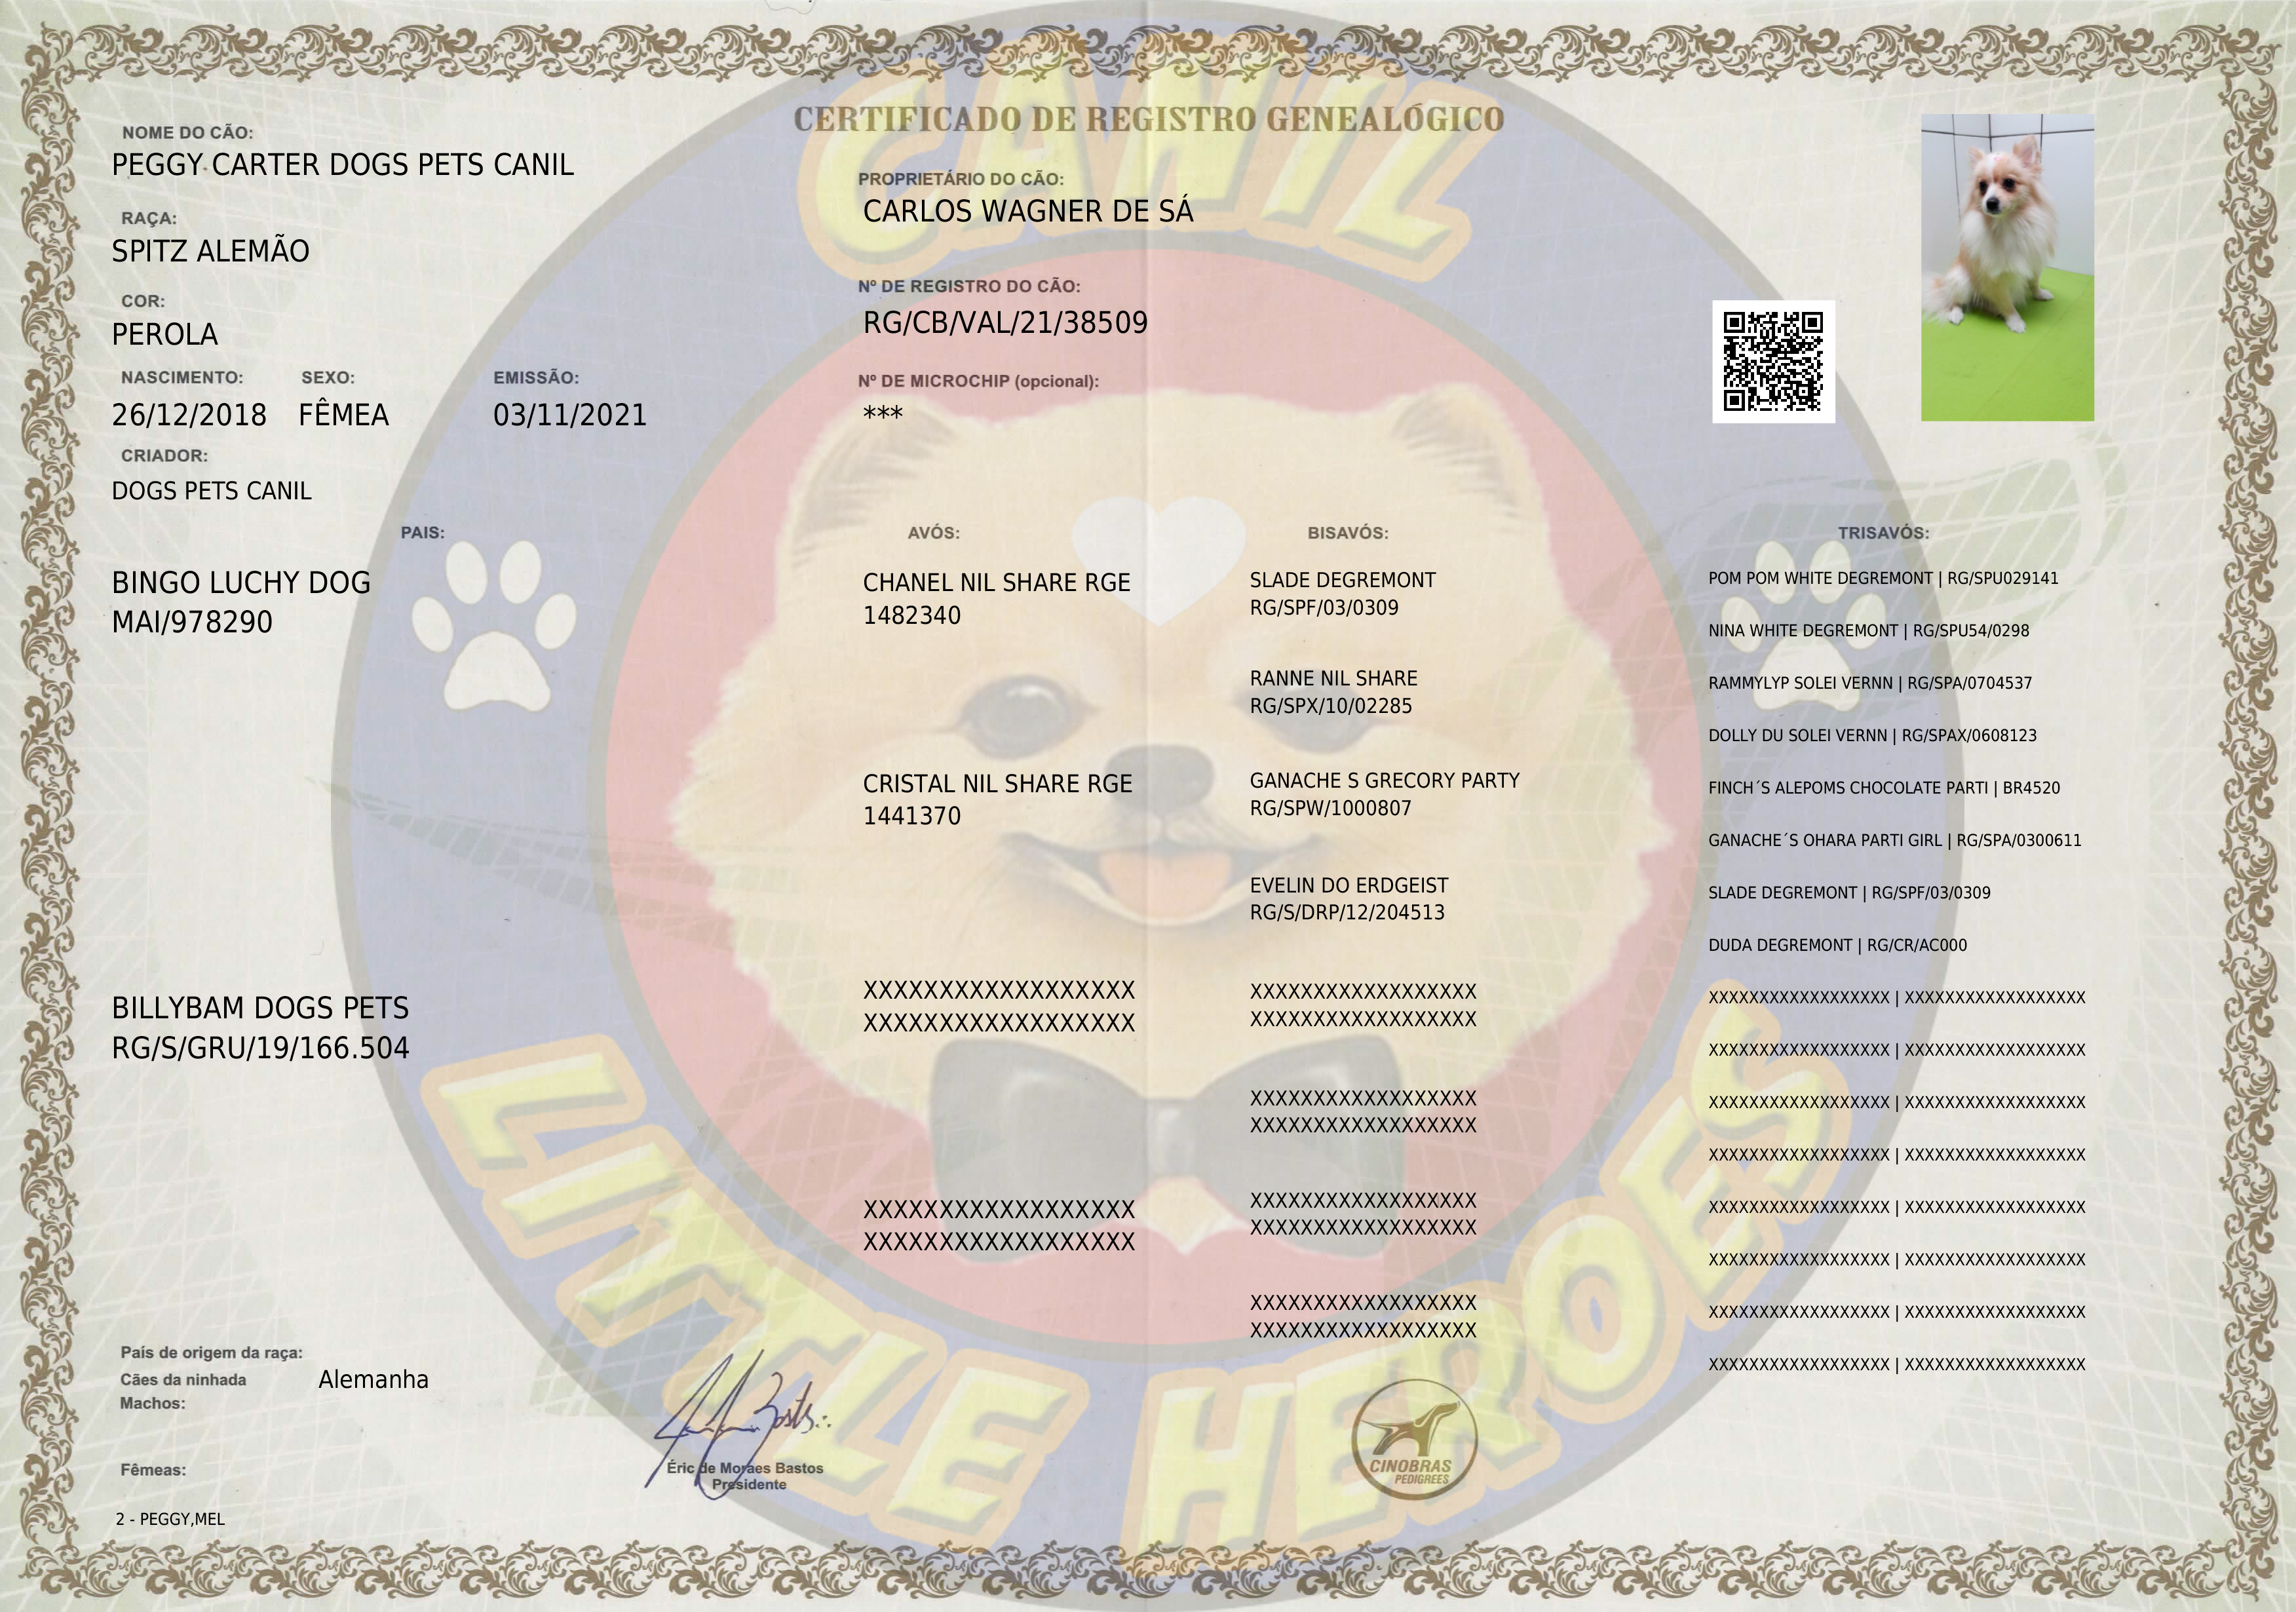 CERTIFICADO DE REGISTRO GENEALÓGICO
NOME DO CÃO:
PEGGY CARTER DOGS PETS CANIL
RAÇA:
SPITZ ALEMÃO
COR:
PEROLA
NASCIMENTO: SEXO: EMISSÃO:
26/12/2018 FÊMEA 03/11/2021
CRIADOR:
DOGS PETS CANIL
PROPRIETÁRIO DO CÃO:
CARLOS WAGNER DE SÁ
Nº DE REGISTRO DO CÃO:
RG/CB/VAL/21/38509
Nº DE MICROCHIP (opcional):
***
PAIS:
BINGO LUCHY DOG
MAI/978290
BILLYBAM DOGS PETS
RG/S/GRU/19/166.504
AVÓS:
CHANEL NIL SHARE RGE
1482340
CRISTAL NIL SHARE RGE
1441370
XXXXXXXXXXXXXXXXXX
XXXXXXXXXXXXXXXXXX
XXXXXXXXXXXXXXXXXX
XXXXXXXXXXXXXXXXXX
BISAVÓS:
SLADE DEGREMONT
RG/SPF/03/0309
RANNE NIL SHARE
RG/SPX/10/02285
GANACHE S GRECORY PARTY
RG/SPW/1000807
EVELIN DO ERDGEIST
RG/S/DRP/12/204513
XXXXXXXXXXXXXXXXXX
XXXXXXXXXXXXXXXXXX
XXXXXXXXXXXXXXXXXX
XXXXXXXXXXXXXXXXXX
XXXXXXXXXXXXXXXXXX
XXXXXXXXXXXXXXXXXX
XXXXXXXXXXXXXXXXXX
XXXXXXXXXXXXXXXXXX
TRISAVÓS:
POM POM WHITE DEGREMONT | RG/SPU029141
NINA WHITE DEGREMONT | RG/SPU54/0298
RAMMYLYP SOLEI VERNN | RG/SPA/0704537
DOLLY DU SOLEI VERNN | RG/SPAX/0608123
FINCH´S ALEPOMS CHOCOLATE PARTI | BR4520
GANACHE´S OHARA PARTI GIRL | RG/SPA/0300611
SLADE DEGREMONT | RG/SPF/03/0309
DUDA DEGREMONT | RG/CR/AC000
XXXXXXXXXXXXXXXXXX | XXXXXXXXXXXXXXXXXX
XXXXXXXXXXXXXXXXXX | XXXXXXXXXXXXXXXXXX
XXXXXXXXXXXXXXXXXX | XXXXXXXXXXXXXXXXXX
XXXXXXXXXXXXXXXXXX | XXXXXXXXXXXXXXXXXX
XXXXXXXXXXXXXXXXXX | XXXXXXXXXXXXXXXXXX
XXXXXXXXXXXXXXXXXX | XXXXXXXXXXXXXXXXXX
XXXXXXXXXXXXXXXXXX | XXXXXXXXXXXXXXXXXX
XXXXXXXXXXXXXXXXXX | XXXXXXXXXXXXXXXXXX
País de origem da raça:
Cães da ninhada Alemanha
Machos:
Fêmeas:
2 - PEGGY,MEL
Éric de Moraes Bastos
Presidente
CINOBRAS
PEDIGREES
CANIL
LITTLE HEROES